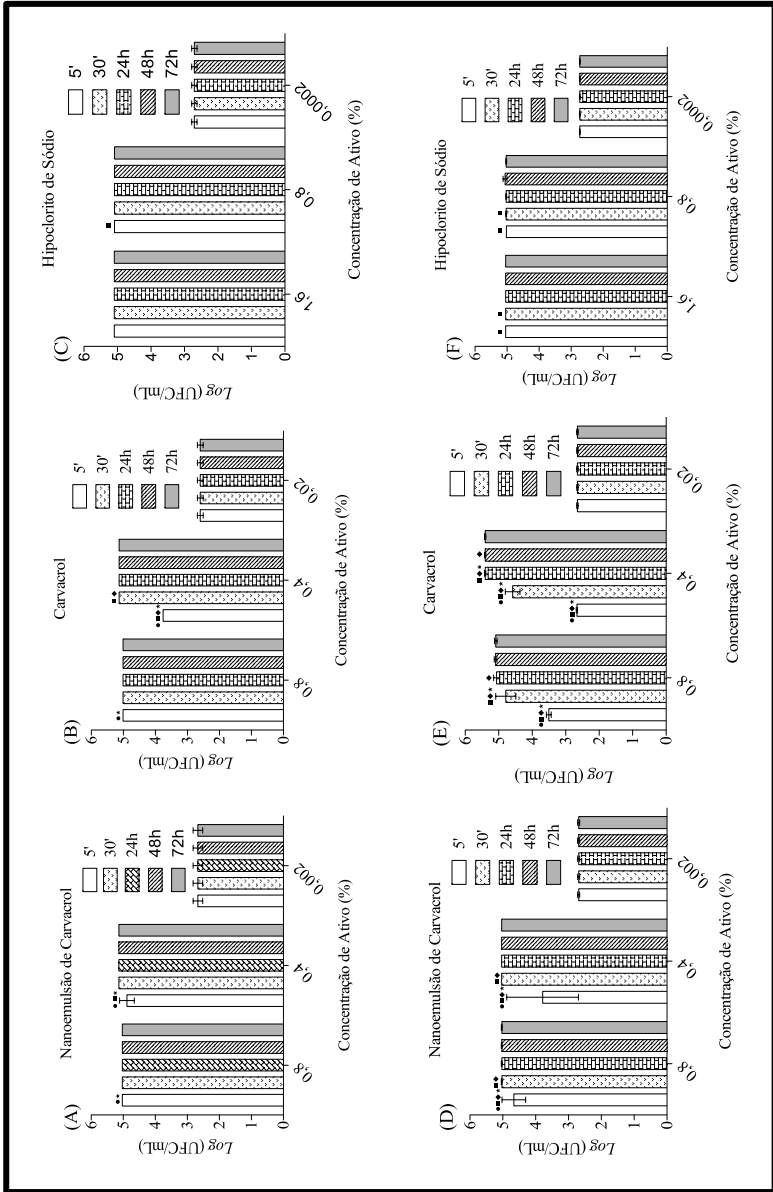 (A)
Nanoemulsão de Carvacrol
5'
30'
24h
48h
72h
6
5
4
3
2
1
0
Log (UFC/mL)
●*
●■*
0,8
0,4
0,002
Concentração de Ativo (%)
(B)
Carvacrol
5'
30'
24h
48h
72h
6
5
4
3
2
1
0
Log (UFC/mL)
●*
●■◆*
■◆
0,8
0,4
0,02
Concentração de Ativo (%)
(C)
Hipoclorito de Sódio
5'
30'
24h
48h
72h
6
5
4
3
2
1
0
Log (UFC/mL)
■
1,6
0,8
0,0002
Concentração de Ativo (%)
(D)
Nanoemulsão de Carvacrol
5'
30'
24h
48h
72h
6
5
4
3
2
1
0
Log (UFC/mL)
●■◆*
■◆
●■◆*
■◆
0,8
0,4
0,002
Concentração de Ativo (%)
(E)
Carvacrol
5'
30'
24h
48h
72h
6
5
4
3
2
1
0
Log (UFC/mL)
●■◆*
■◆*
◆
●■◆*
●■◆*
■◆*
◆
0,8
0,4
0,02
Concentração de Ativo (%)
(F)
Hipoclorito de Sódio
5'
30'
24h
48h
72h
6
5
4
3
2
1
0
Log (UFC/mL)
■
■
■
■
1,6
0,8
0,0002
Concentração de Ativo (%)